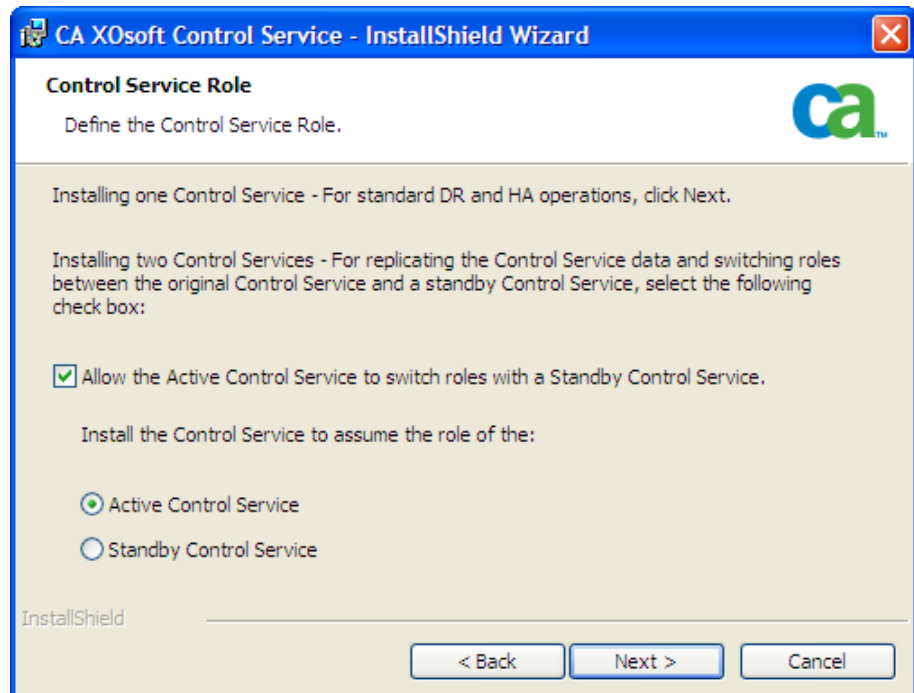 CA XOsoft Control Service - InstallShield Wizard
Control Service Role
Define the Control Service Role.
ca
TM
Installing one Control Service - For standard DR and HA operations, click Next.
Installing two Control Services - For replicating the Control Service data and switching roles
between the original Control Service and a standby Control Service, select the following
check box:
Allow the Active Control Service to switch roles with a Standby Control Service.
Install the Control Service to assume the role of the:
Active Control Service
Standby Control Service
InstallShield
< Back
Next >
Cancel